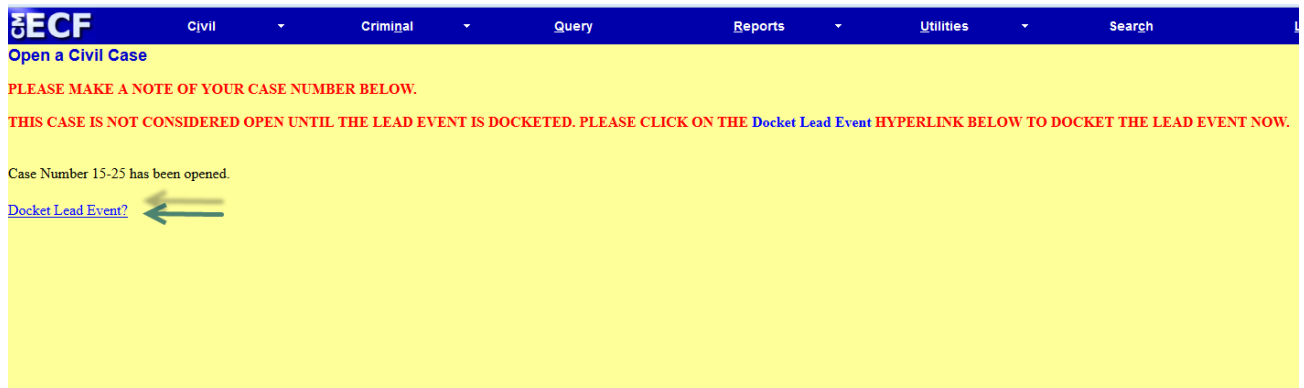 CM ECF Civil Criminal Query Reports Utilities Search L
Open a Civil Case
PLEASE MAKE A NOTE OF YOUR CASE NUMBER BELOW.
THIS CASE IS NOT CONSIDERED OPEN UNTIL THE LEAD EVENT IS DOCKETED. PLEASE CLICK ON THE Docket Lead Event HYPERLINK BELOW TO DOCKET THE LEAD EVENT NOW.
Case Number 15-25 has been opened.
Docket Lead Event?